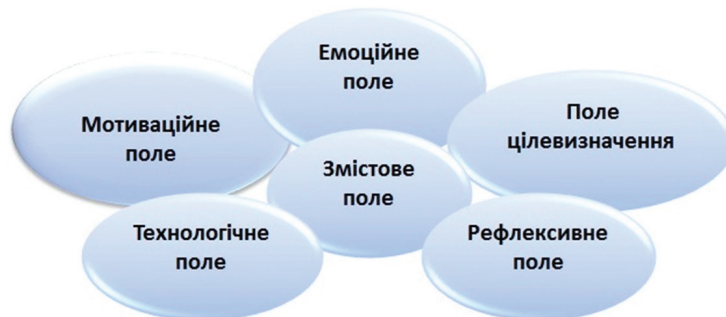 Емоційне
поле
Мотиваційне
поле
Поле
цілевизначення
Змістове
поле
Технологічне
поле
Рефлексивне
поле